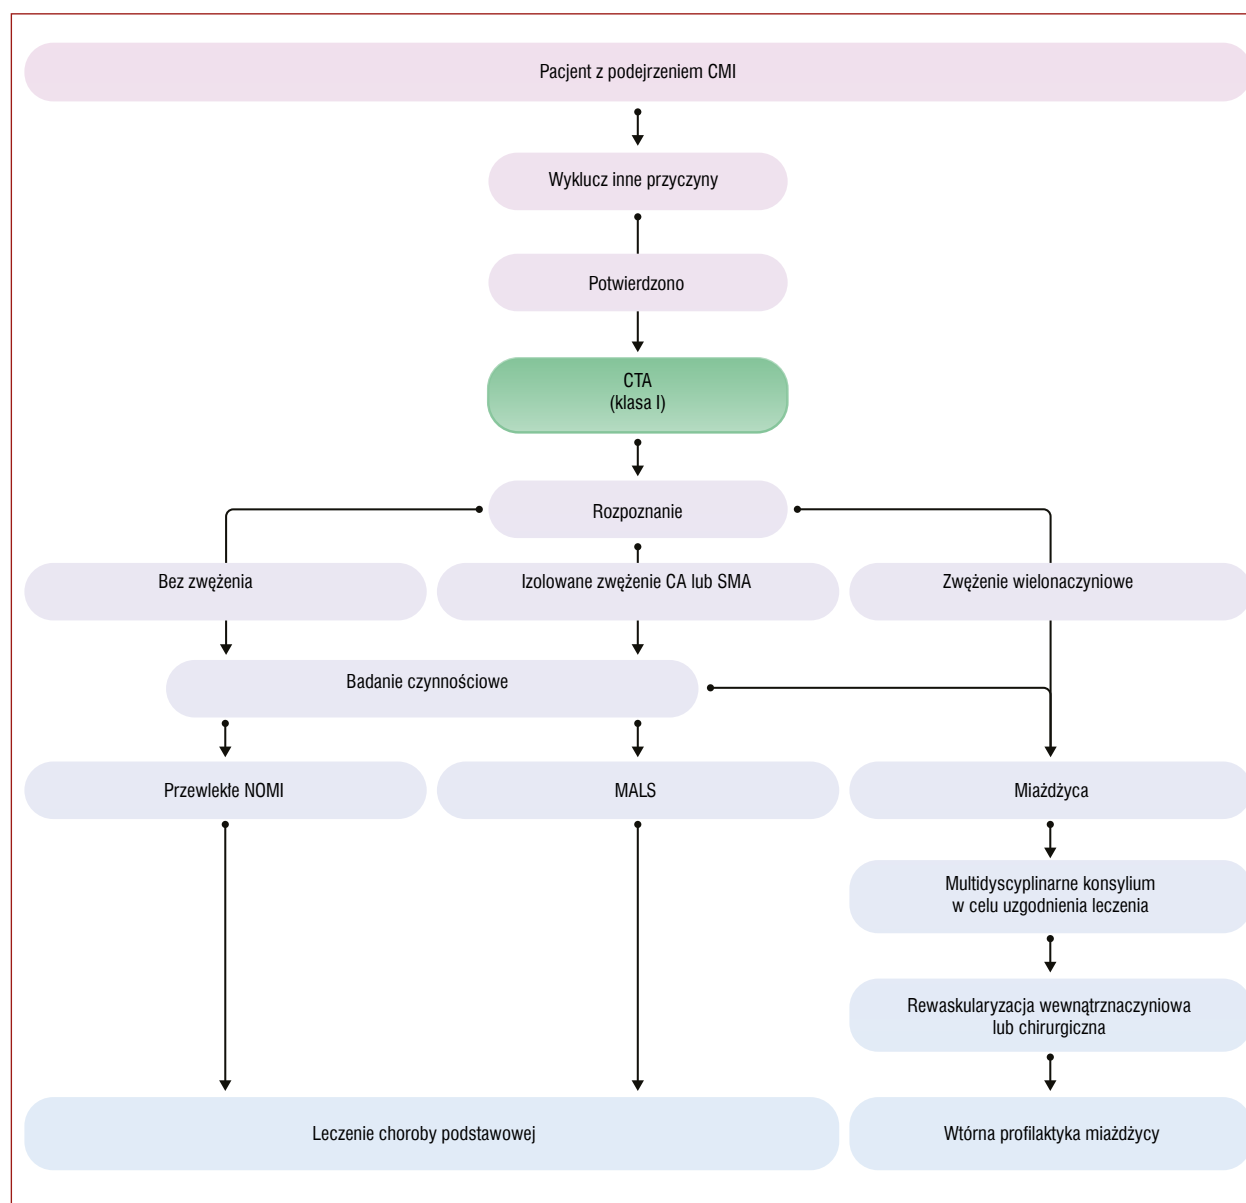 Pacjent z podejrzeniem CMI
Wyklucz inne przyczyny
Potwierdzono
CTA
(klasa I)
Rozpoznanie
Bez zwężenia
Izolowane zwężenie CA lub SMA
Zwężenie wielonaczyniowe
Badanie czynnościowe
Przewlekłe NOMI
MALS
Miażdżyca
Multidyscyplinarne konsylium
w celu uzgodnienia leczenia
Rewaskularyzacja wewnątrznaczyniowa
lub chirurgiczna
Leczenie choroby podstawowej
Wtórna profilaktyka miażdżycy